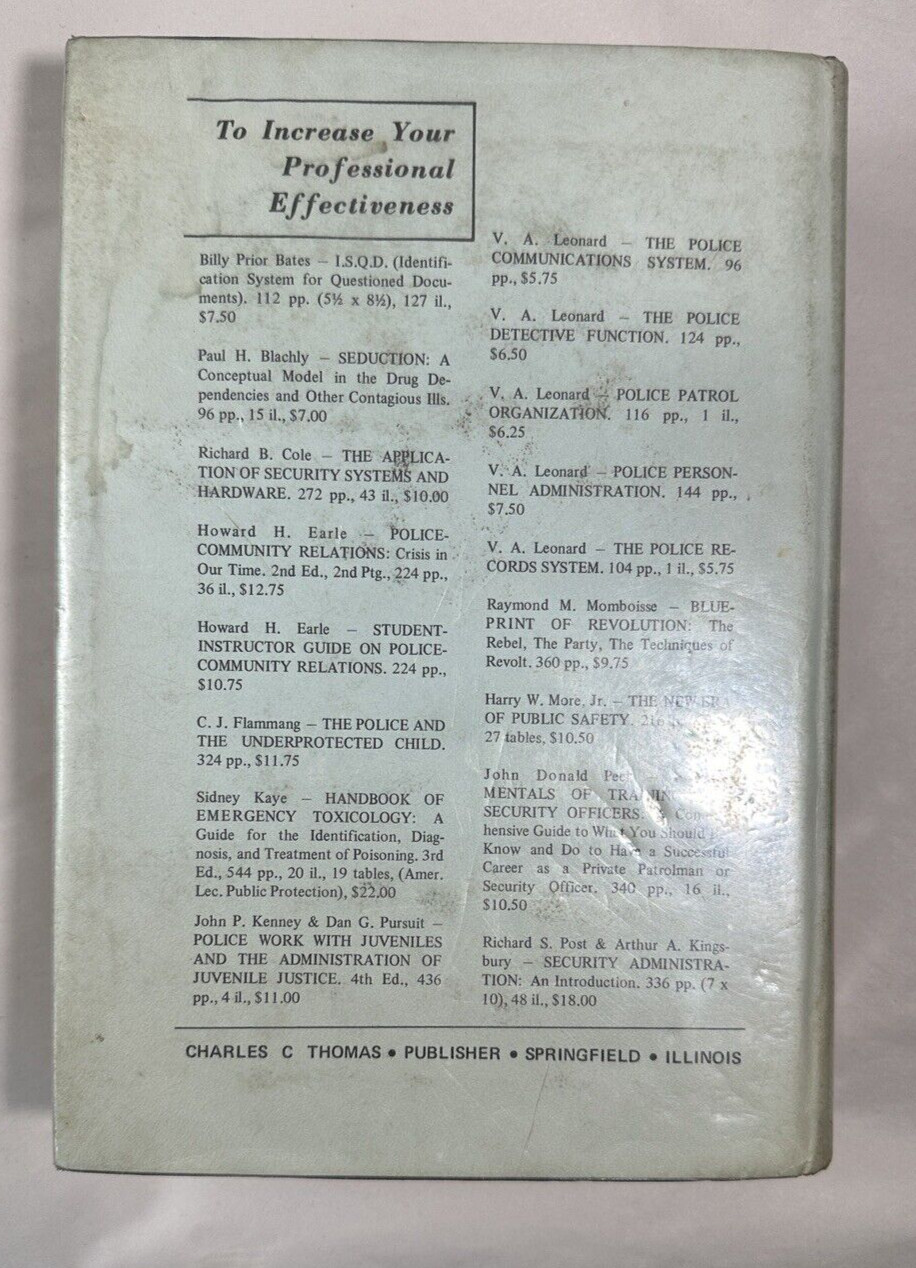 To Increase Your
Professional
Effectiveness
Billy Prior Bates — I.S.Q.D. (Identifi-
cation System for Questioned Docu-
ments). 112 pp. (5½ x 8½), 127 il.,
$7.50
Paul H. Blachly — SEDUCTION: A
Conceptual Model in the Drug De-
pendencies and Other Contagious Ills.
96 pp., 15 il., $7.00
Richard B. Cole — THE APPLICA-
TION OF SECURITY SYSTEMS AND
HARDWARE. 272 pp., 43 il., $10.00
Howard H. Earle — POLICE-
COMMUNITY RELATIONS: Crisis in
Our Time. 2nd Ed., 2nd Ptg., 224 pp.,
36 il., $12.75
Howard H. Earle — STUDENT-
INSTRUCTOR GUIDE ON POLICE-
COMMUNITY RELATIONS. 224 pp.,
$10.75
C. J. Flammang — THE POLICE AND
THE UNDERPROTECTED CHILD.
324 pp., $11.75
Sidney Kaye — HANDBOOK OF
EMERGENCY TOXICOLOGY: A
Guide for the Identification, Diag-
nosis, and Treatment of Poisoning. 3rd
Ed., 544 pp., 20 il., 19 tables, (Amer.
Lec. Public Protection), $22.00
John P. Kenney & Dan G. Pursuit —
POLICE WORK WITH JUVENILES
AND THE ADMINISTRATION OF
JUVENILE JUSTICE. 4th Ed., 436
pp., 4 il., $11.00
V. A. Leonard — THE POLICE
COMMUNICATIONS SYSTEM. 96
pp., $5.75
V. A. Leonard — THE POLICE
DETECTIVE FUNCTION. 124 pp.,
$6.50
V. A. Leonard — POLICE PATROL
ORGANIZATION. 116 pp., 1 il.,
$6.25
V. A. Leonard — POLICE PERSON-
NEL ADMINISTRATION. 144 pp.,
$7.50
V. A. Leonard — THE POLICE RE-
CORDS SYSTEM. 104 pp., 1 il., $5.75
Raymond M. Momboisse — BLUE-
PRINT OF REVOLUTION: The
Rebel, The Party, The Techniques of
Revolt. 360 pp., $9.75
Harry W. More, Jr. — THE NEW ERA
OF PUBLIC SAFETY.
27 tables, $10.50
John Donald
MENTALS OF
SECURITY OFFICERS:
hensive Guide to What You Should
Know and Do to Have a Successful
Career as a Private Patrolman or
Security Officer. 340 pp., 16 il.,
$10.50
Richard S. Post & Arthur A. Kings-
bury — SECURITY ADMINISTRA-
TION: An Introduction. 336 pp. (7 x
10), 48 il., $18.00
CHARLES C THOMAS • PUBLISHER • SPRINGFIELD • ILLINOIS